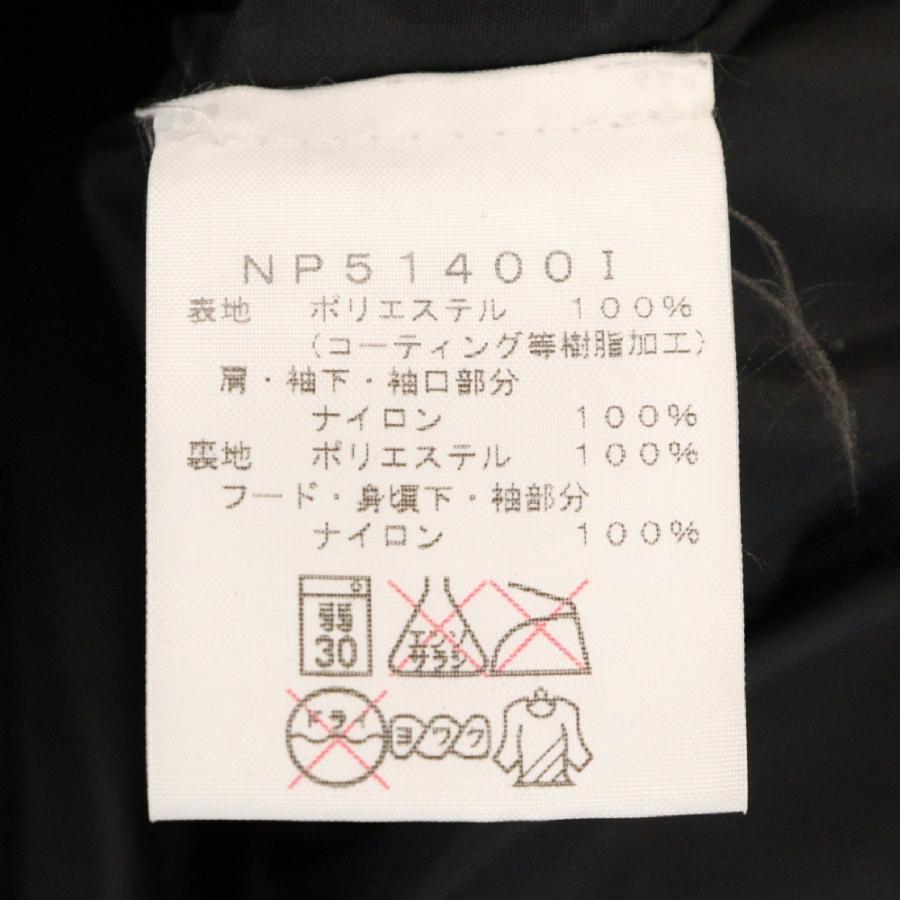 NP51400I
表地 ポリエステル 100%
(コーティング等樹脂加工)
肩・袖下・袖口部分
ナイロン 100%
裏地 ポリエステル 100%
フード・身頃下・袖部分
ナイロン 100%
弱
30
エンソ
サラシ
ドライ
ヨワク